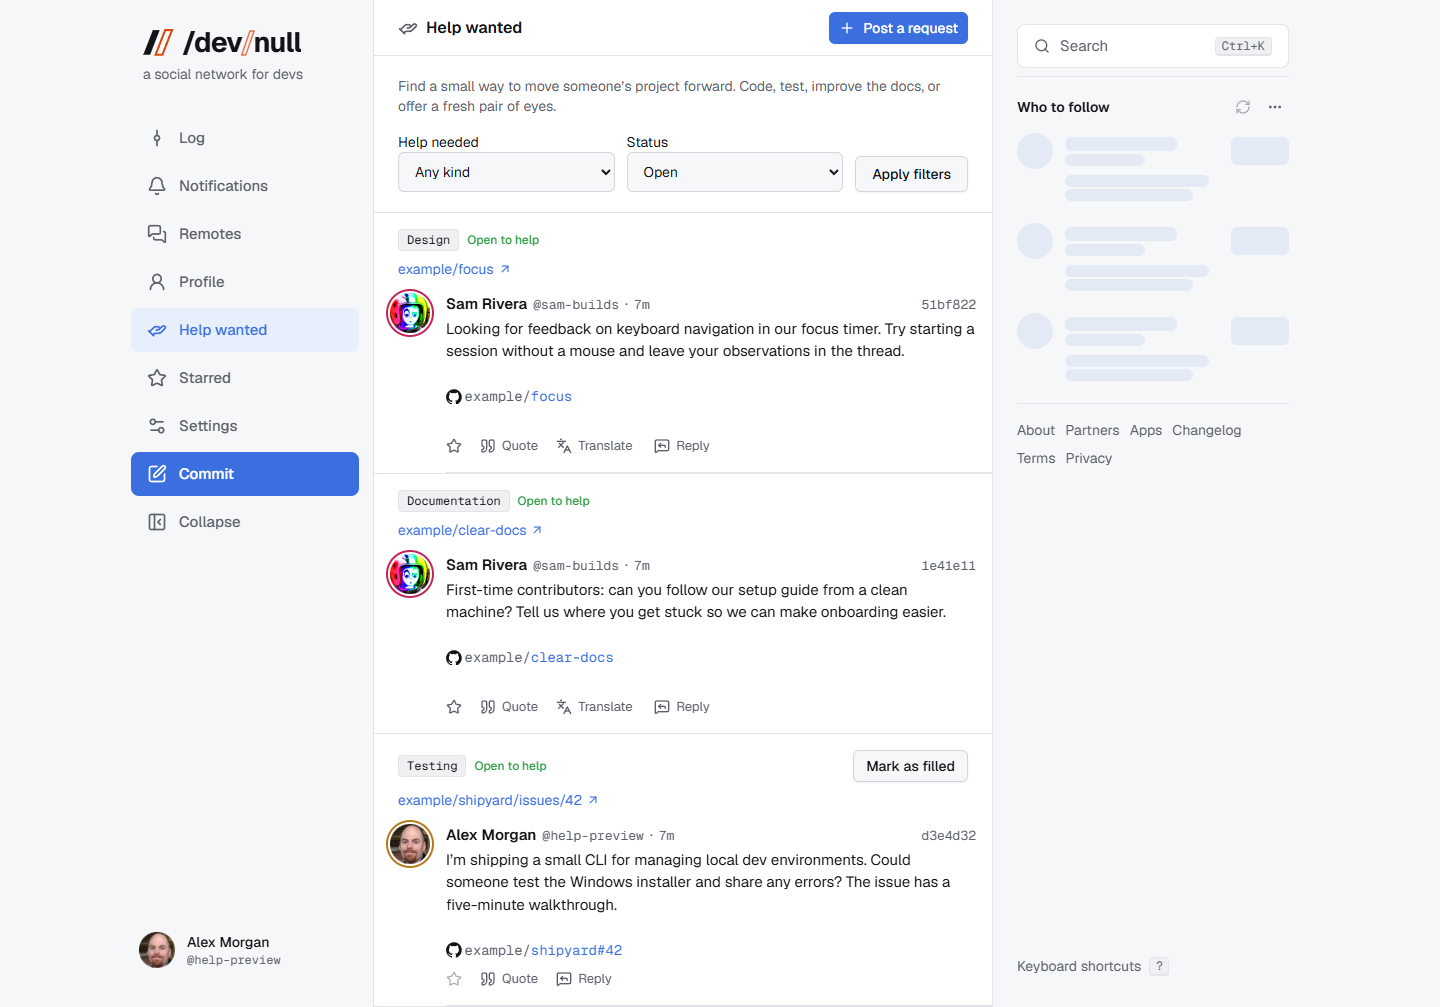 /dev/null
a social network for devs
Log
Notifications
Remotes
Profile
Help wanted
Starred
Settings
Commit
Collapse
Alex Morgan
@help-preview
Help wanted
Post a request
Find a small way to move someone's project forward. Code, test, improve the docs, or
offer a fresh pair of eyes.
Help needed
Status
Any kind
Open
Apply filters
Design
Open to help
example/focus
Sam Rivera @sam-builds · 7m
51bf822
Looking for feedback on keyboard navigation in our focus timer. Try starting a
session without a mouse and leave your observations in the thread.
example/focus
Quote
Translate
Reply
Documentation
Open to help
example/clear-docs
Sam Rivera @sam-builds · 7m
1e41e11
First-time contributors: can you follow our setup guide from a clean
machine? Tell us where you get stuck so we can make onboarding easier.
example/clear-docs
Quote
Translate
Reply
Testing
Open to help
Mark as filled
example/shipyard/issues/42
Alex Morgan @help-preview · 7m
d3e4d32
I'm shipping a small CLI for managing local dev environments. Could
someone test the Windows installer and share any errors? The issue has a
five-minute walkthrough.
example/shipyard#42
Quote
Reply
Search
Ctrl+K
Who to follow
About Partners Apps Changelog
Terms Privacy
Keyboard shortcuts ?